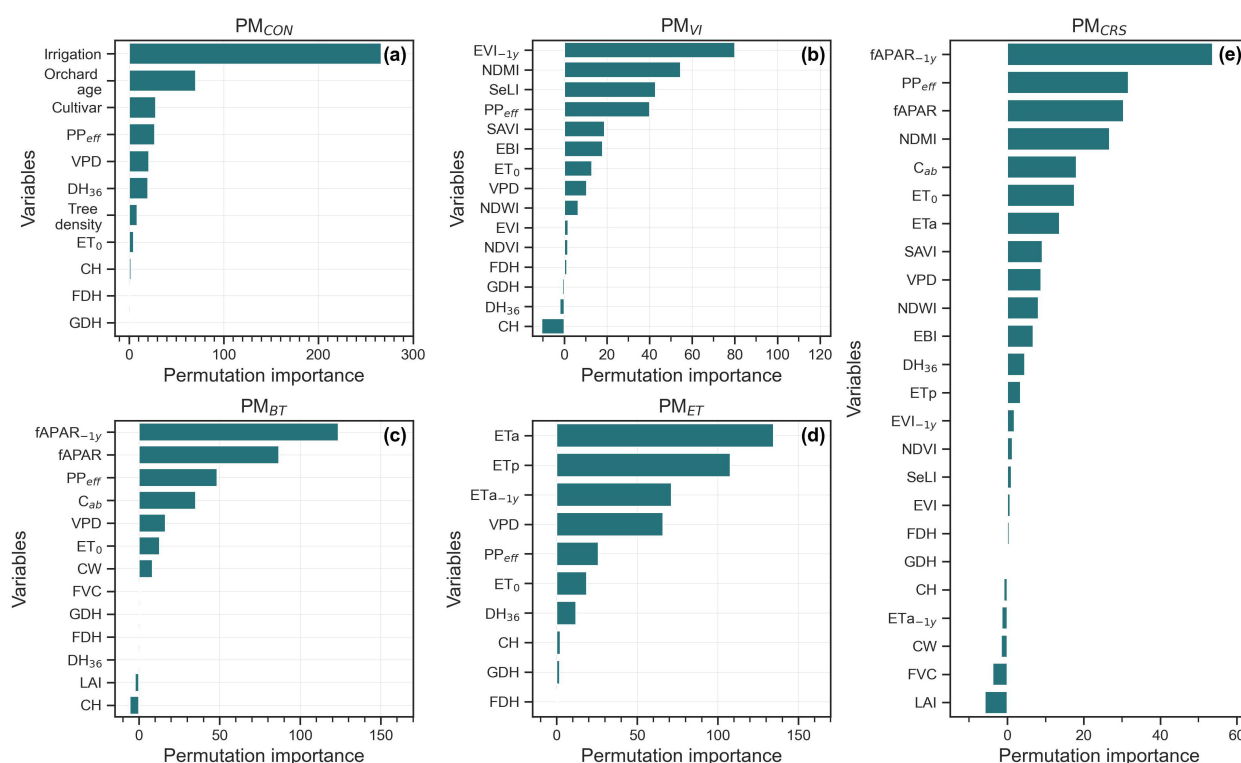 PM_CON
(a)
Irrigation
Orchard
age
Cultivar
PP_eff
VPD
DH_36
Tree
density
ET_0
CH
FDH
GDH
Variables
0 100 200 300
Permutation importance
PM_VI
(b)
EVI_−1y
NDMI
SeLI
PP_eff
SAVI
EBI
ET_0
VPD
NDWI
EVI
NDVI
FDH
GDH
DH_36
CH
Variables
0 20 40 60 80 100 120
Permutation importance
PM_BT
(c)
fAPAR_−1y
fAPAR
PP_eff
C_ab
VPD
ET_0
CW
FVC
GDH
FDH
DH_36
LAI
CH
Variables
0 50 100 150
Permutation importance
PM_ET
(d)
ETa
ETp
ETa_−1y
VPD
PP_eff
ET_0
DH_36
CH
GDH
FDH
Variables
0 50 100 150
Permutation importance
PM_CRS
(e)
fAPAR_−1y
PP_eff
fAPAR
NDMI
C_ab
ET_0
ETa
SAVI
VPD
NDWI
EBI
DH_36
ETp
EVI_−1y
NDVI
SeLI
EVI
FDH
GDH
CH
ETa_−1y
CW
FVC
LAI
Variables
0 20 40 60
Permutation importance